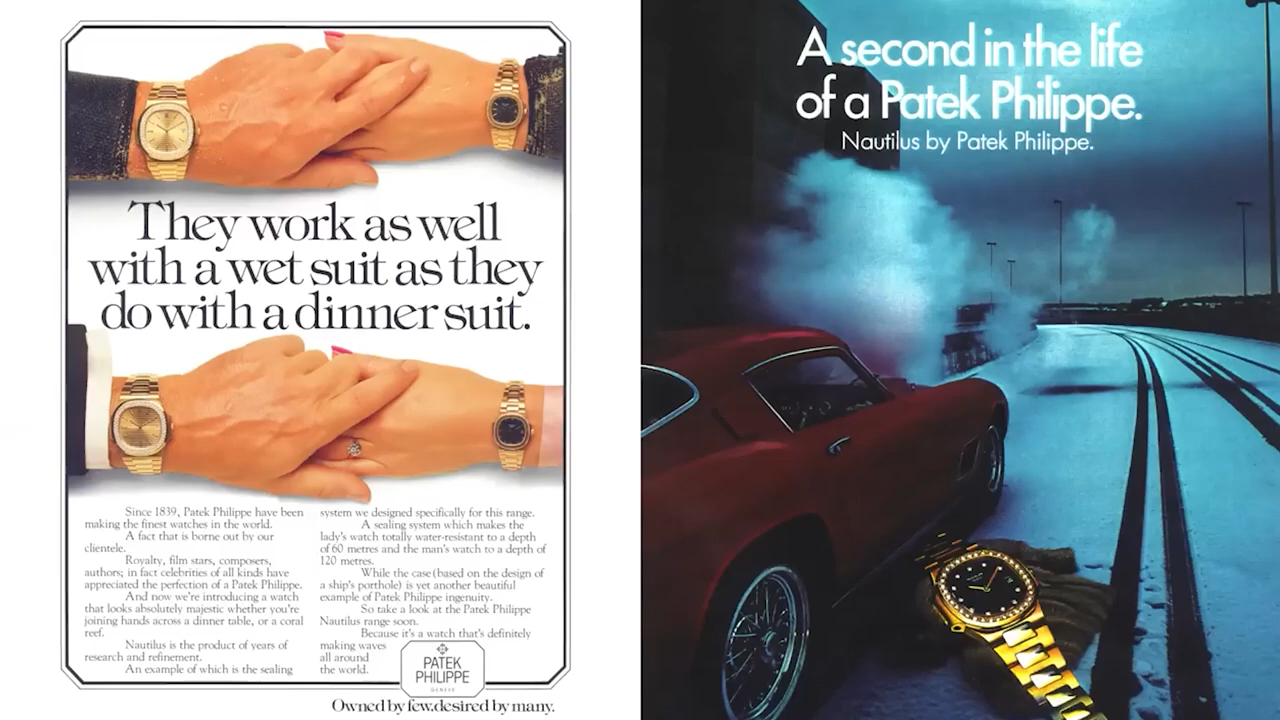 They work as well
with a wet suit as they
do with a dinner suit.
Since 1839, Patek Philippe have been
making the finest watches in the world.
A fact that is borne out by our
clientele.
Royalty, film stars, composers,
authors; in fact celebrities of all kinds have
appreciated the perfection of a Patek Philippe.
And now we're introducing a watch
that looks absolutely majestic whether you're
joining hands across a dinner table, or a coral
reef.
Nautilus is the product of years of
research and refinement.
An example of which is the sealing
system we designed specifically for this range.
A sealing system which makes the
lady's watch totally water-resistant to a depth
of 60 metres and the man's watch to a depth of
120 metres.
While the case (based on the design of
a ship's porthole) is yet another beautiful
example of Patek Philippe ingenuity.
So take a look at the Patek Philippe
Nautilus range soon.
Because it's a watch that's definitely
making waves
all around
the world.
PATEK
PHILIPPE
GENEVE
Owned by few.desired by many.
A second in the life
of a Patek Philippe.
Nautilus by Patek Philippe.